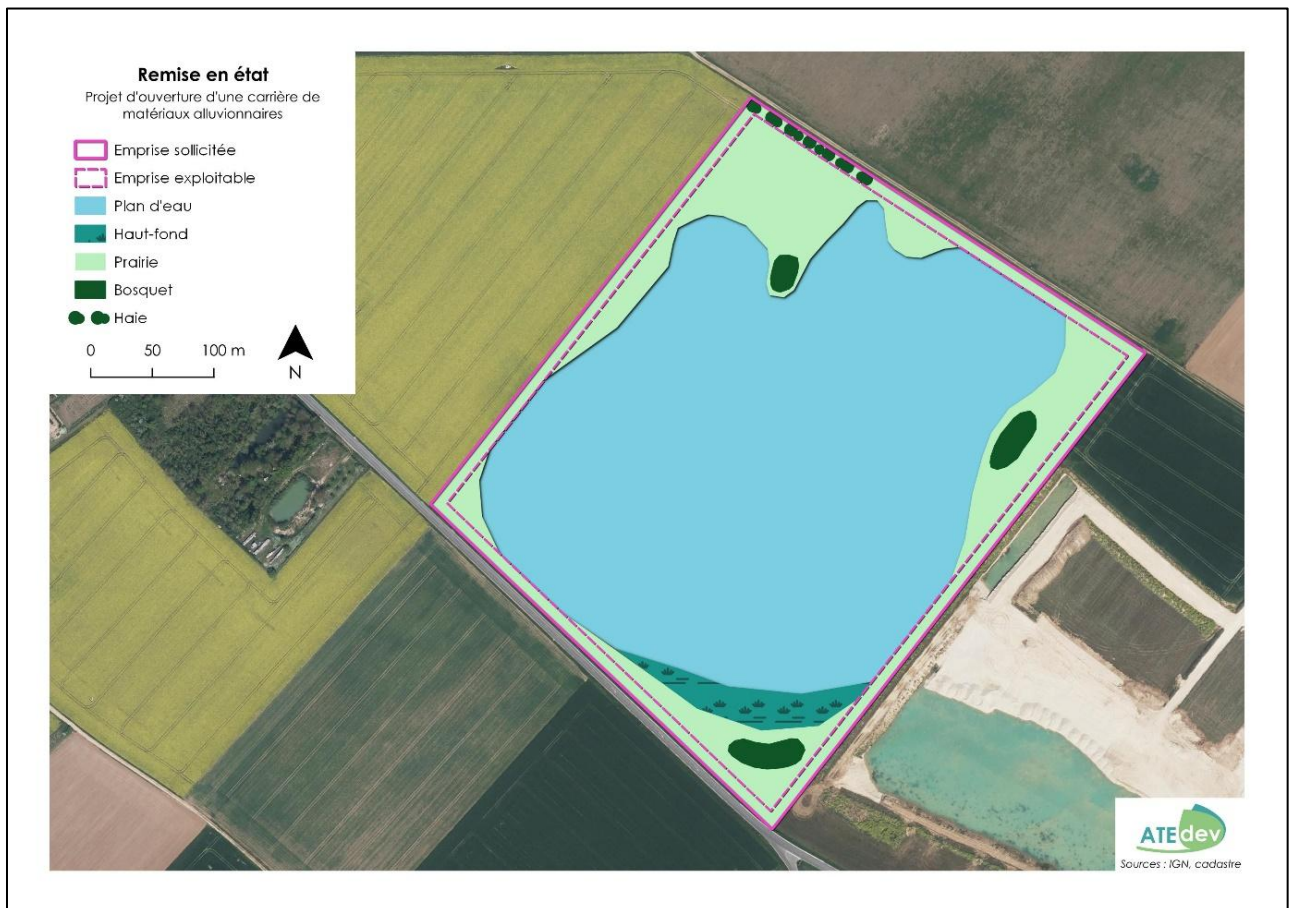 Remise en état
Projet d'ouverture d'une carrière de
matériaux alluvionnaires
Emprise sollicitée
Emprise exploitable
Plan d'eau
Haut-fond
Prairie
Bosquet
Haie
0 50 100 m
N
ATEdev
Sources : IGN, cadastre